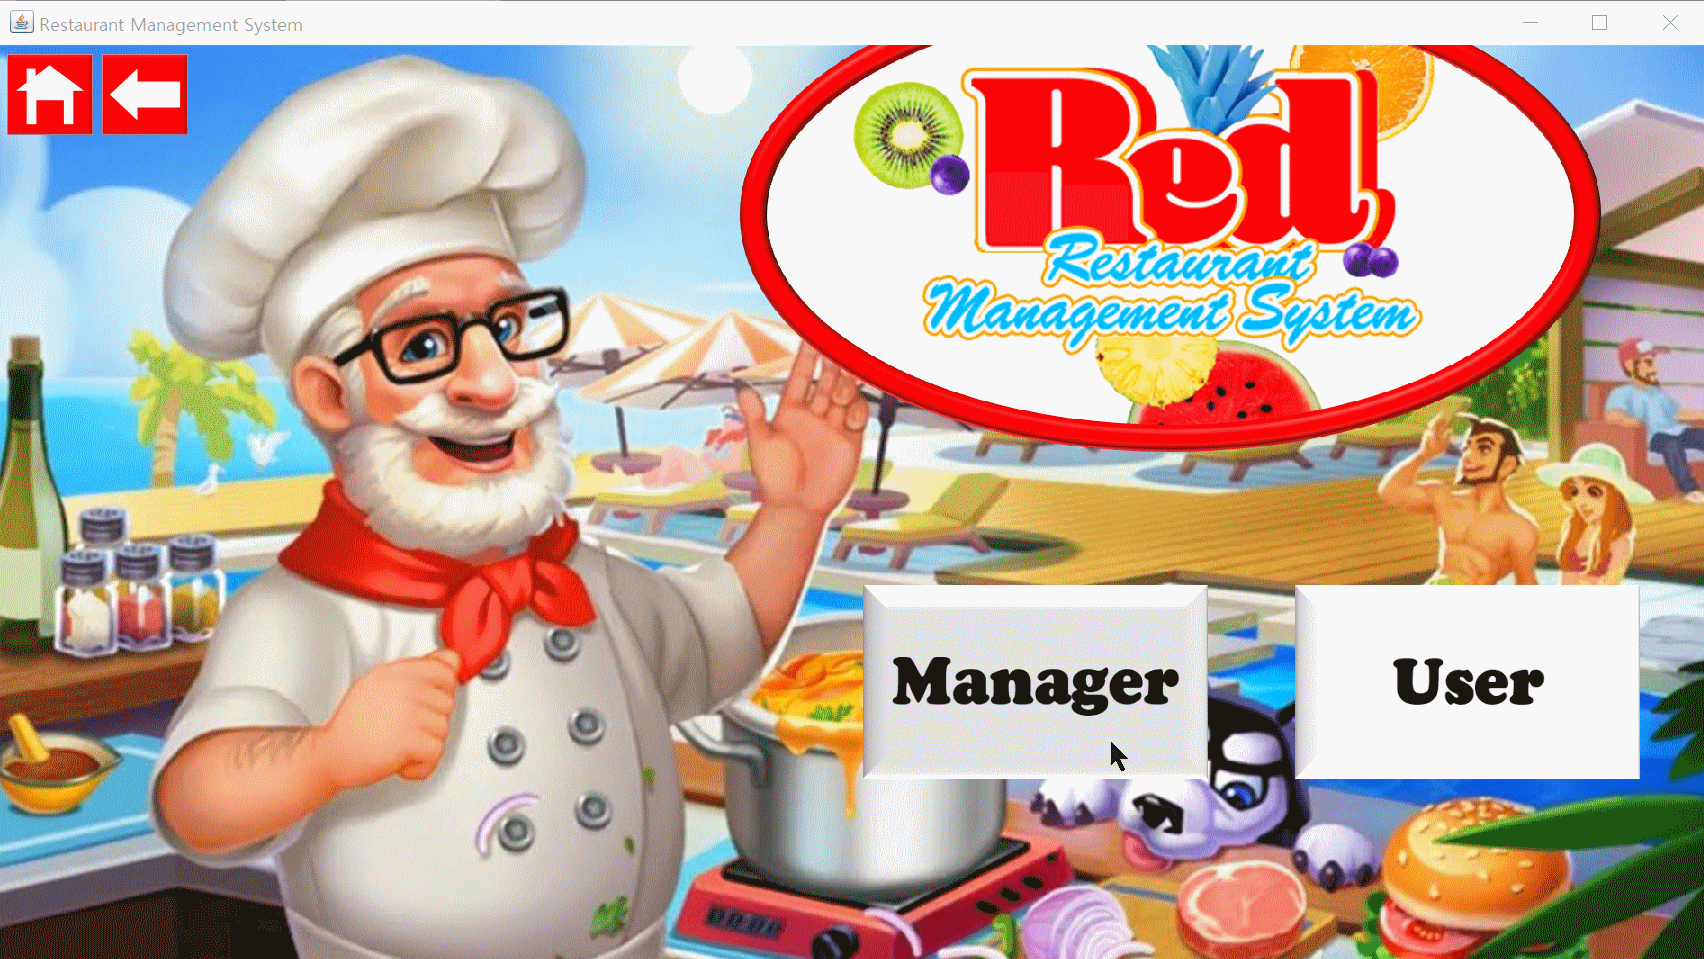 Restaurant Management System
Red
Restaurant
Management System
Manager
User